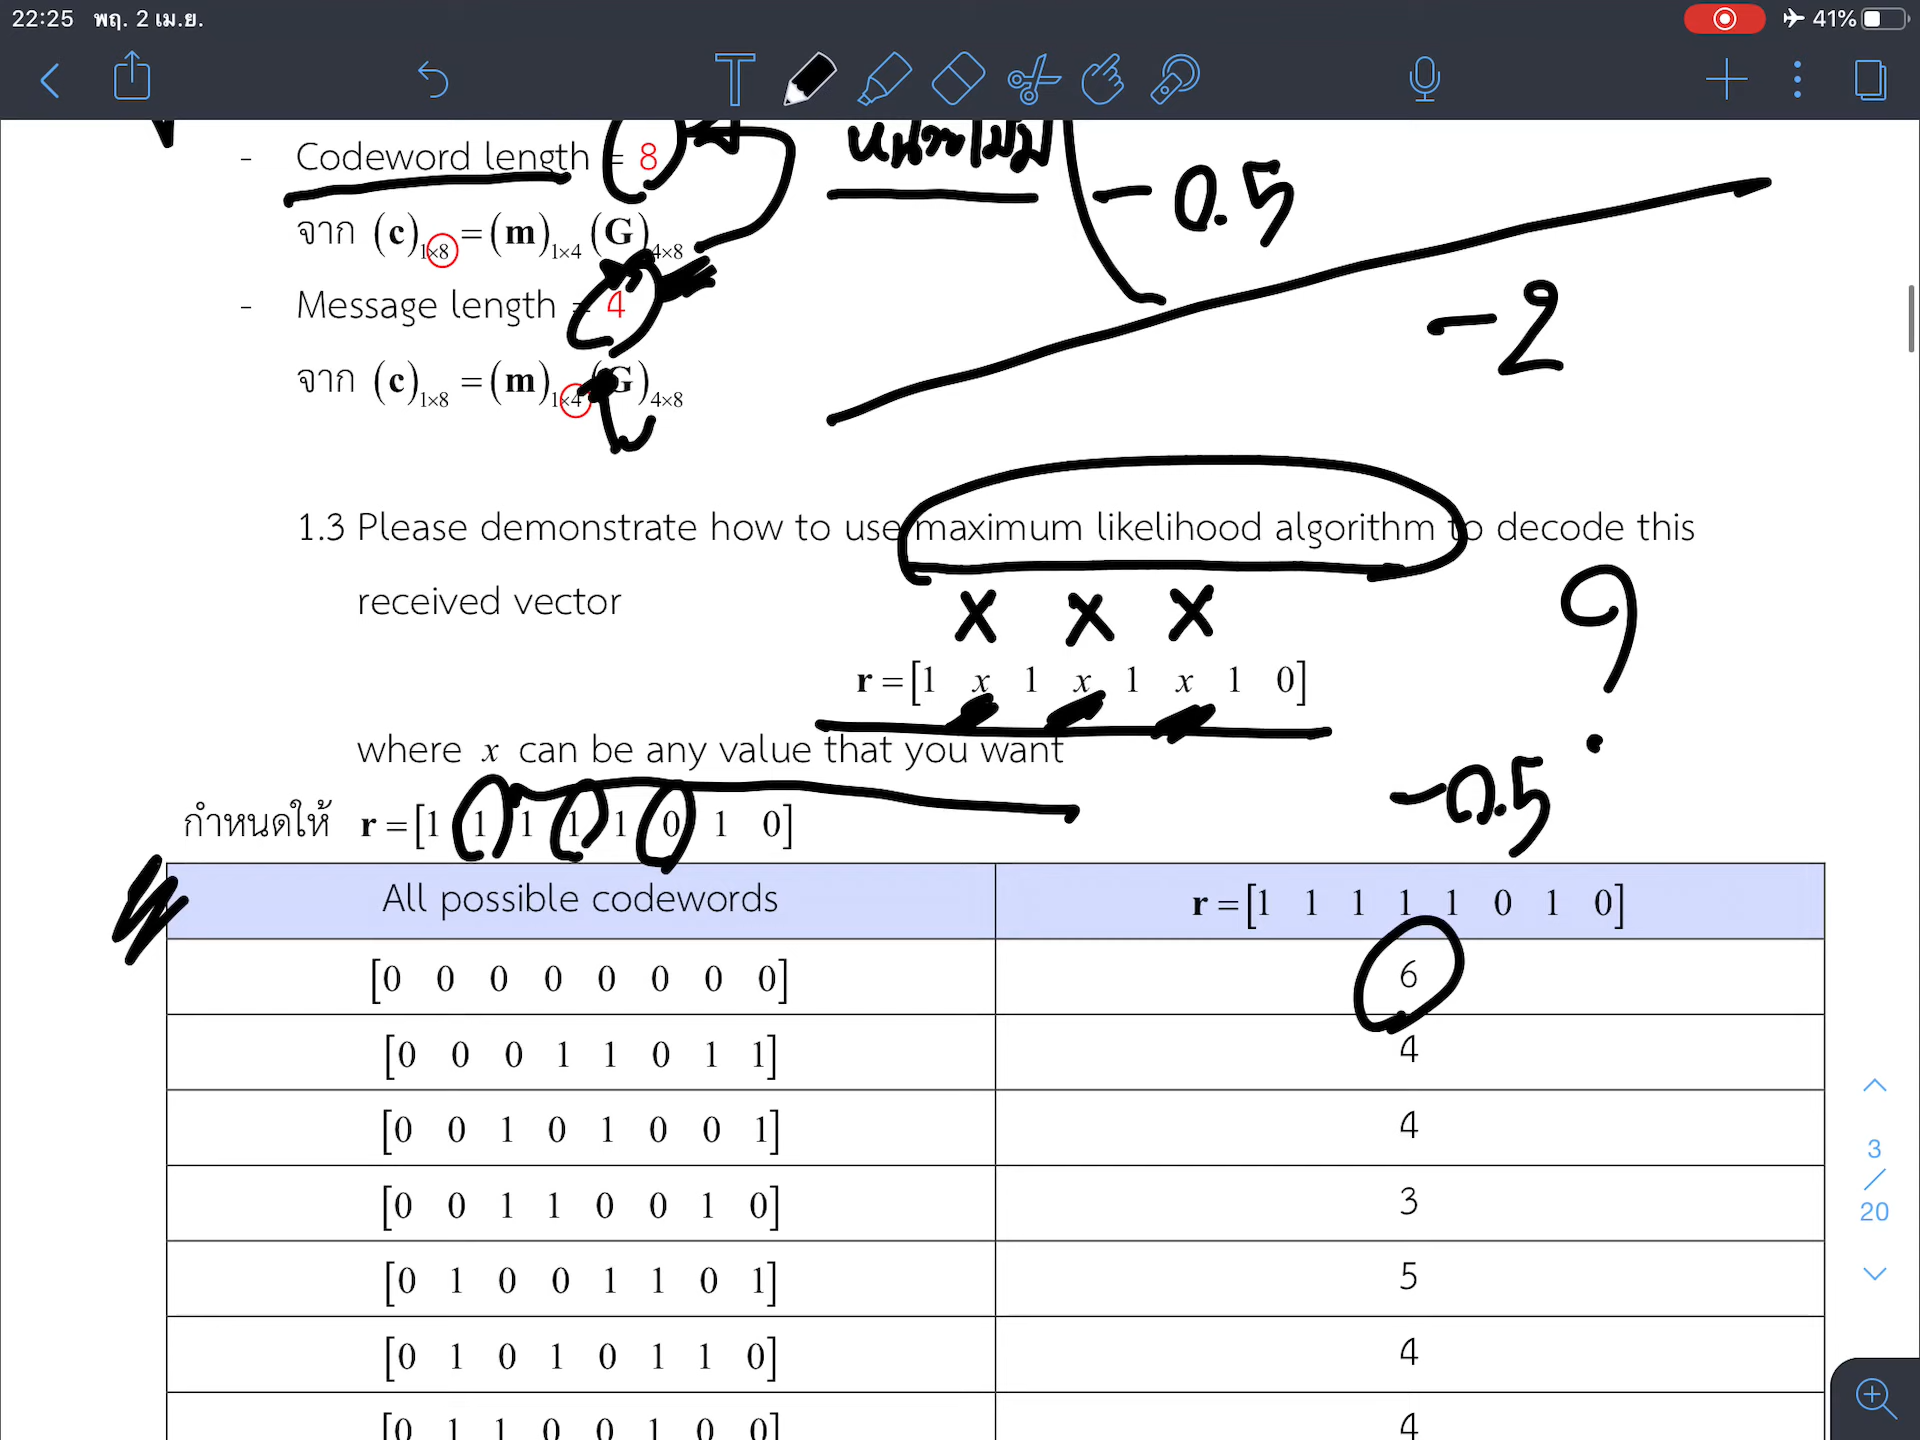 22:25 พฤ. 2 เม.ย.
41%
- Codeword length = 8
- 0.5
จาก (c)1×8 = (m)1×4 (G)4×8
- Message length = 4
-2
จาก (c)1×8 = (m)1×4 (G)4×8
1.3 Please demonstrate how to use maximum likelihood algorithm to decode this
received vector
x x x
?
r = [1 x 1 x 1 x 1 0]
where x can be any value that you want
-0.5
กำหนดให้ r = [1 1 1 1 1 0 1 0]
All possible codewords
r = [1 1 1 1 1 0 1 0]
[0 0 0 0 0 0 0 0]
6
[0 0 0 1 1 0 1 1]
4
[0 0 1 0 1 0 0 1]
4
[0 0 1 1 0 0 1 0]
3
[0 1 0 0 1 1 0 1]
5
[0 1 0 1 0 1 1 0]
4
[0 1 1 0 0 1 0 0]
4
3
/
20